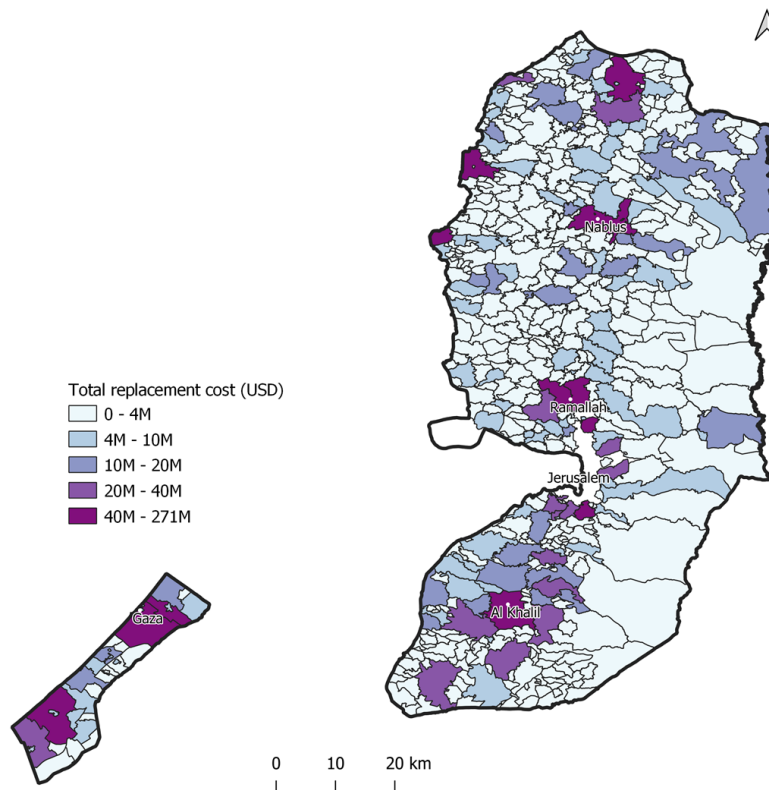 Nablus
Total replacement cost (USD)
0 - 4M
4M - 10M
10M - 20M
20M - 40M
40M - 271M
Ramallah
Jerusalem
Al Khalil
Gaza
0 10 20 km